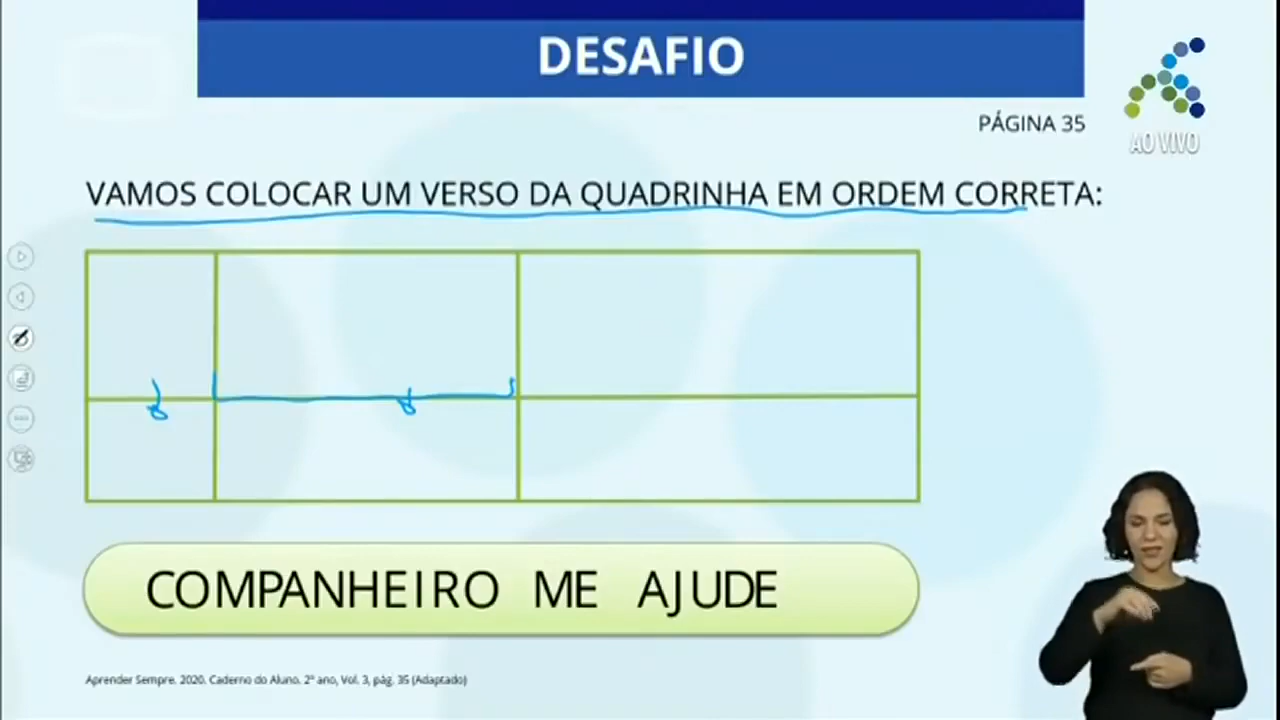 DESAFIO
PÁGINA 35
AO VIVO
VAMOS COLOCAR UM VERSO DA QUADRINHA EM ORDEM CORRETA:
COMPANHEIRO ME AJUDE
Aprender Sempre. 2020. Caderno do Aluno. 2º ano, Vol. 3, pág. 35 (Adaptado)